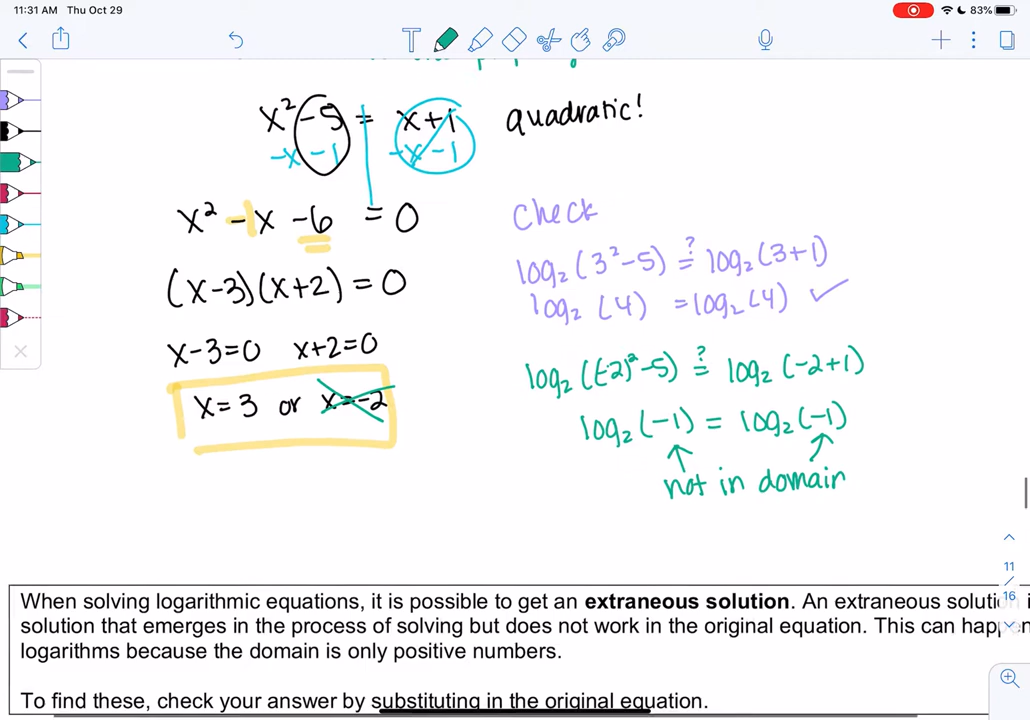 11:31 AM Thu Oct 29
83%
x² -5 = x+1 quadratic!
-x -1 -x -1
x² -1x -6 = 0
Check
log₂(3²-5) ≟ log₂(3+1)
(x-3)(x+2) = 0
log₂(4) = log₂(4) ✓
x-3=0 x+2=0
log₂((-2)²-5) ≟ log₂(-2+1)
x=3 or x=-2
log₂(-1) = log₂(-1)
not in domain
11
16
When solving logarithmic equations, it is possible to get an extraneous solution. An extraneous
solution that emerges in the process of solving but does not work in the original equation. This can
logarithms because the domain is only positive numbers.
To find these, check your answer by substituting in the original equation.